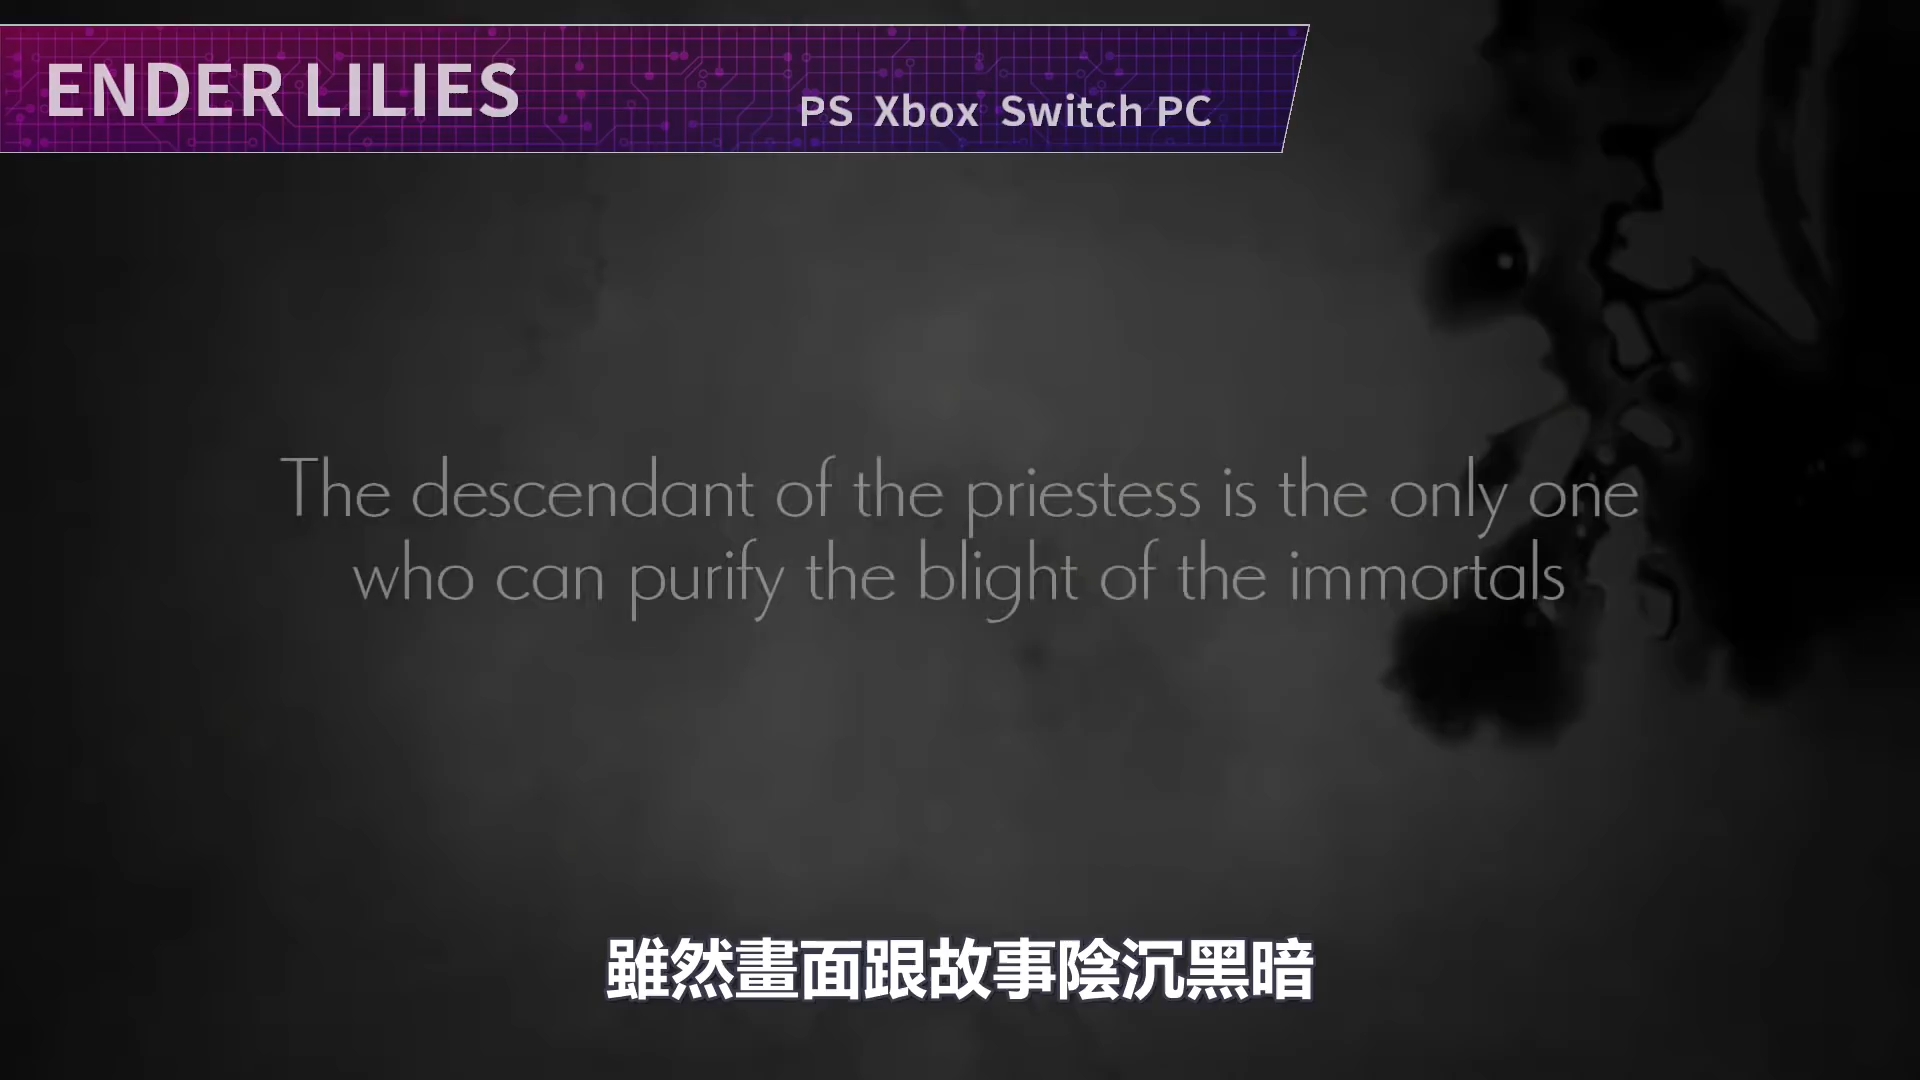 ENDER LILIES
PS Xbox Switch PC
The descendant of the priestess is the only one
who can purify the blight of the immortals
雖然畫面跟故事陰沉黑暗